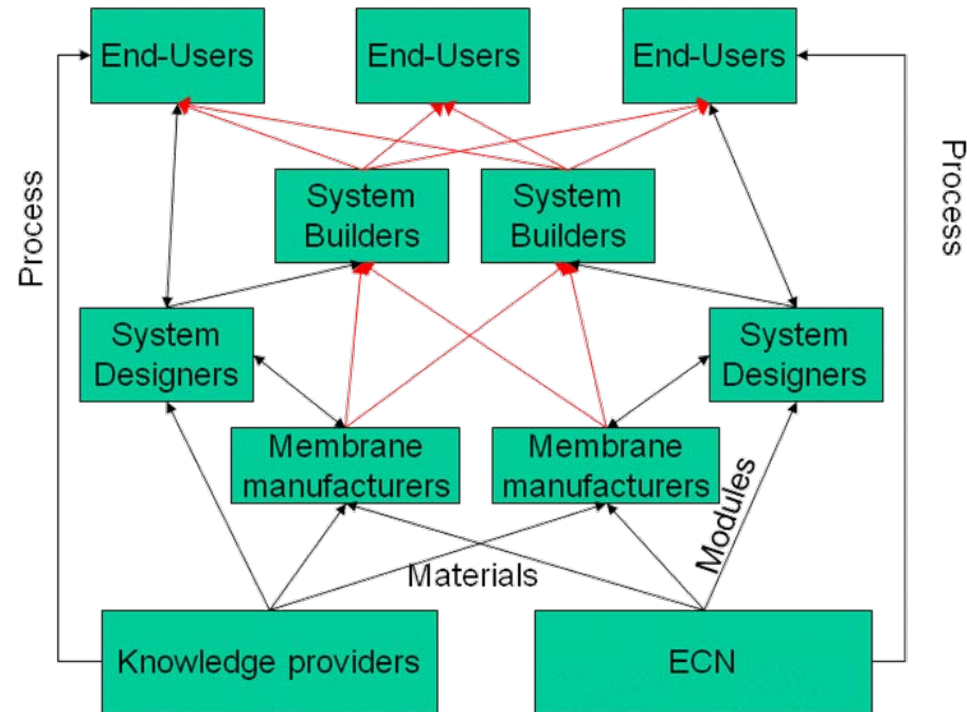 End-Users
End-Users
End-Users
Process
Process
System
Builders
System
Builders
System
Designers
System
Designers
Membrane
manufacturers
Membrane
manufacturers
Modules
Materials
Knowledge providers
ECN